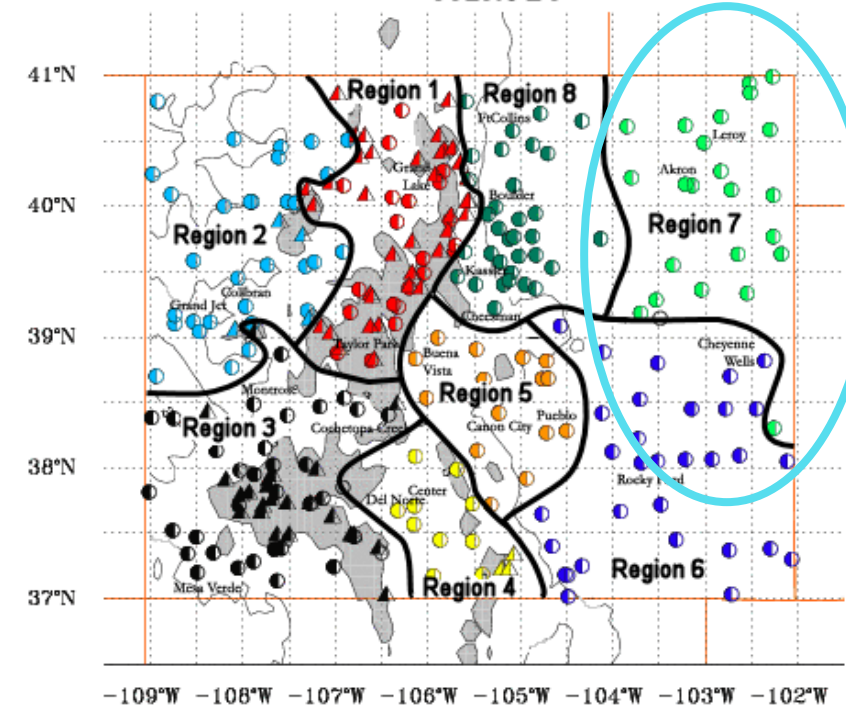 41°N
Region 1
Region 8
FtCollins
Leroy
Grand
Lake
Akron
40°N
Boulder
Region 2
Region 7
Kassler
Collbran
Grand Jct
Cheesman
39°N
Taylor Park
Buena
Vista
Cheyenne
Wells
Montrose
Region 5
Region 3
Cochetopa Creek
Canon City
Pueblo
38°N
Del Norte
Center
Rocky Ford
Mesa Verde
Region 4
Region 6
37°N
-109°W -108°W -107°W -106°W -105°W -104°W -103°W -102°W